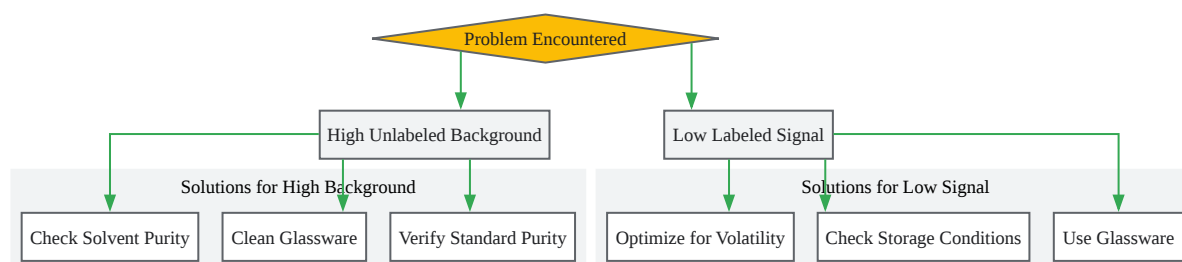 Problem Encountered
High Unlabeled Background
Low Labeled Signal
Solutions for High Background
Solutions for Low Signal
Check Solvent Purity
Clean Glassware
Verify Standard Purity
Optimize for Volatility
Check Storage Conditions
Use Glassware